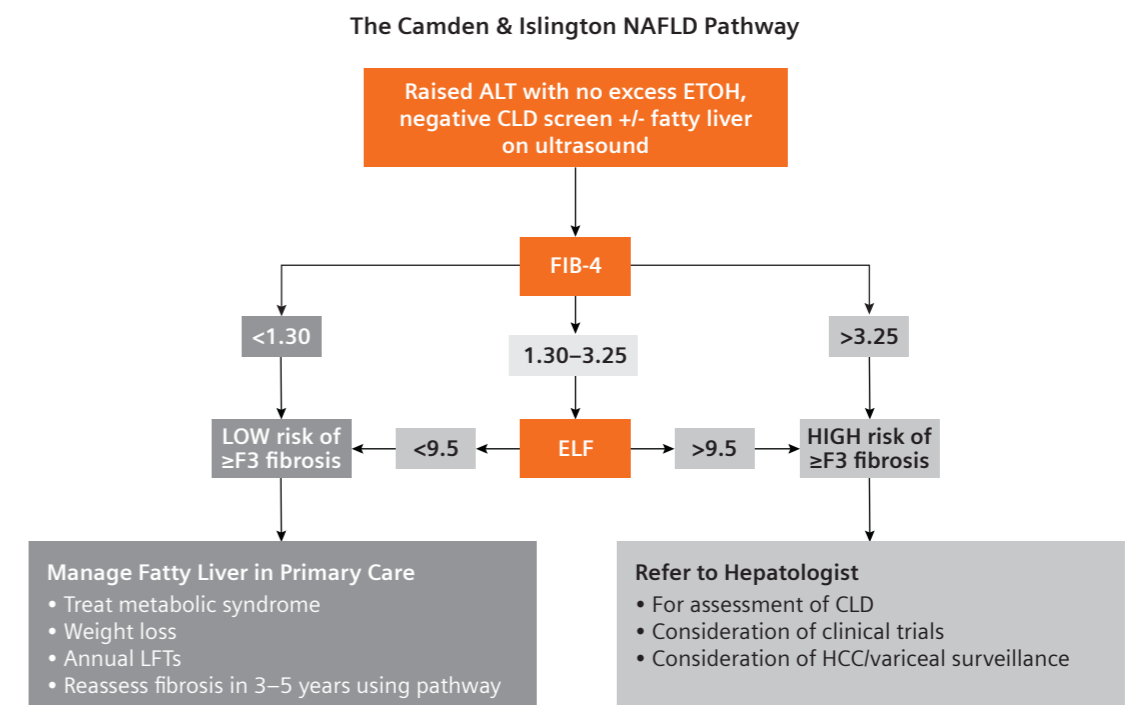 The Camden & Islington NAFLD Pathway
Raised ALT with no excess ETOH,
negative CLD screen +/- fatty liver
on ultrasound
FIB-4
<1.30
1.30–3.25
>3.25
LOW risk of
≥F3 fibrosis
<9.5
ELF
>9.5
HIGH risk of
≥F3 fibrosis
Manage Fatty Liver in Primary Care
• Treat metabolic syndrome
• Weight loss
• Annual LFTs
• Reassess fibrosis in 3–5 years using pathway
Refer to Hepatologist
• For assessment of CLD
• Consideration of clinical trials
• Consideration of HCC/variceal surveillance